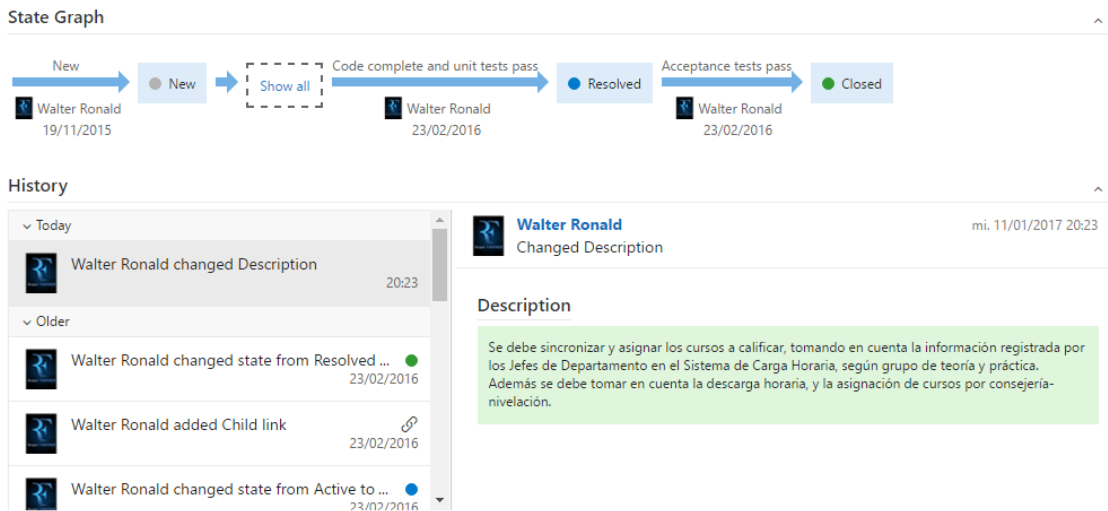 State Graph
New
Walter Ronald
19/11/2015
New
Show all
Code complete and unit tests pass
Walter Ronald
23/02/2016
Resolved
Acceptance tests pass
Walter Ronald
23/02/2016
Closed
History
Today
Walter Ronald changed Description
20:23
Older
Walter Ronald changed state from Resolved ...
23/02/2016
Walter Ronald added Child link
23/02/2016
Walter Ronald changed state from Active to ...
23/02/2016
Walter Ronald
mi. 11/01/2017 20:23
Changed Description
Description
Se debe sincronizar y asignar los cursos a calificar, tomando en cuenta la información registrada por
los Jefes de Departamento en el Sistema de Carga Horaria, según grupo de teoría y práctica.
Además se debe tomar en cuenta la descarga horaria, y la asignación de cursos por consejería-
nivelación.